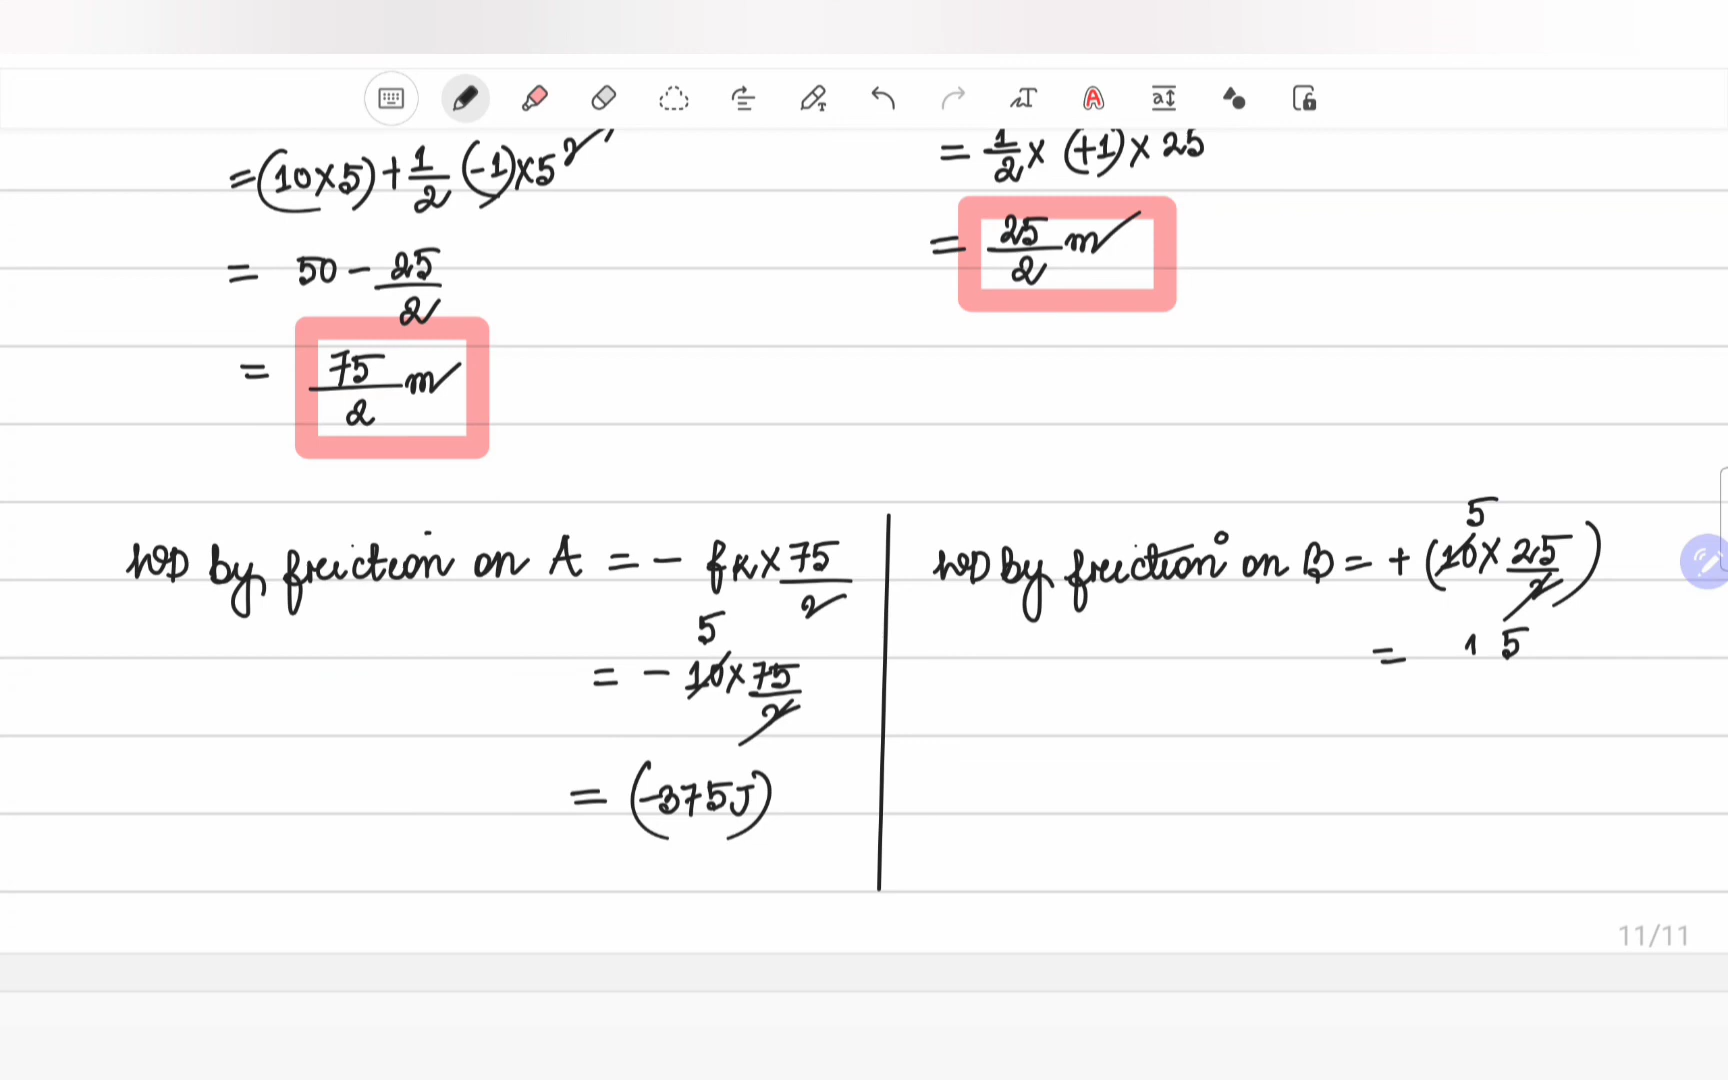 =(10×5)+1/2 (-1)×5²
= 50 - 25/2
= 75/2 m
= 1/2 × (+1) × 25
= 25/2 m
WD by friction on A = - fK × 75/2
5
= - 10 × 75/2
= (-375J)
5
WD by friction on B = + (10 × 25/2)
= 1 5
11/11